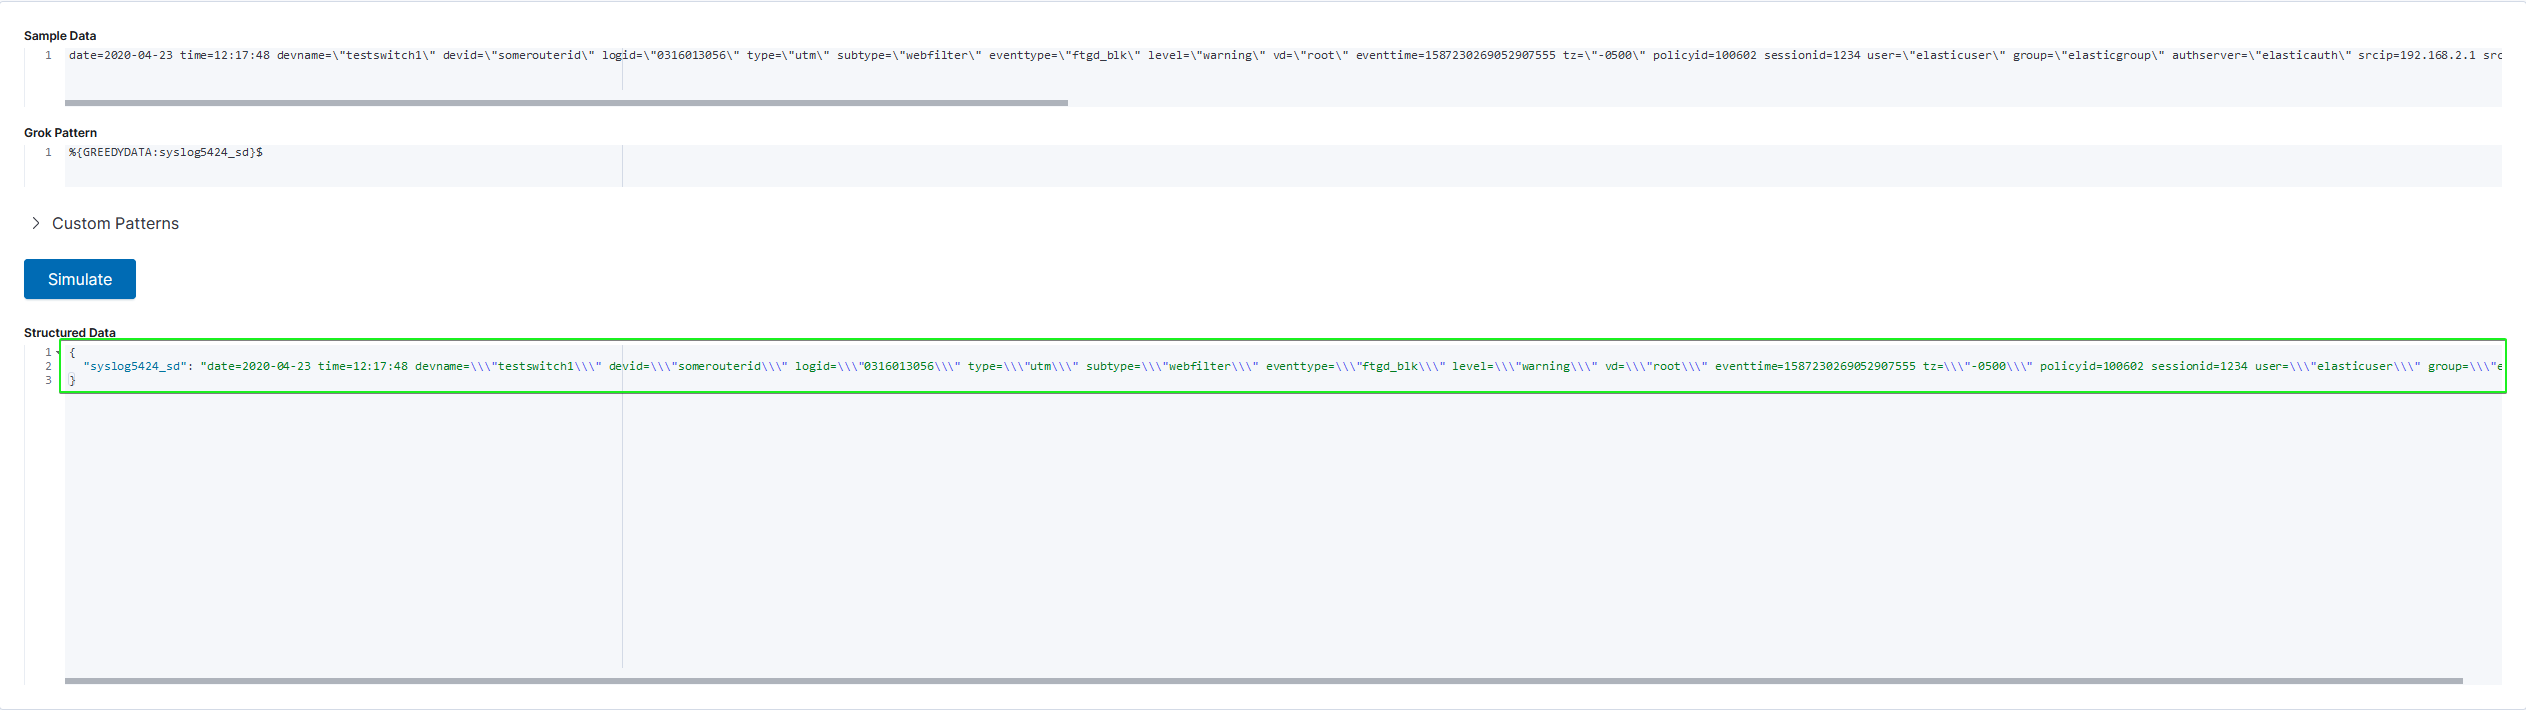 Sample Data
1 date=2020-04-23 time=12:17:48 devname=\"testswitch1\" devid=\"somerouterid\" logid=\"0316013056\" type=\"utm\" subtype=\"webfilter\" eventtype=\"ftgd_blk\" level=\"warning\" vd=\"root\" eventtime=1587230269052907555 tz=\"-0500\" policyid=100602 sessionid=1234 user=\"elasticuser\" group=\"elasticgroup\" authserver=\"elasticauth\" srcip=192.168.2.1 src
Grok Pattern
1 %{GREEDYDATA:syslog5424_sd}$
Custom Patterns
Simulate
Structured Data
1 {
2 "syslog5424_sd": "date=2020-04-23 time=12:17:48 devname=\\\"testswitch1\\\" devid=\\\"somerouterid\\\" logid=\\\"0316013056\\\" type=\\\"utm\\\" subtype=\\\"webfilter\\\" eventtype=\\\"ftgd_blk\\\" level=\\\"warning\\\" vd=\\\"root\\\" eventtime=1587230269052907555 tz=\\\"-0500\\\" policyid=100602 sessionid=1234 user=\\\"elasticuser\\\" group=\\\"e
3 }